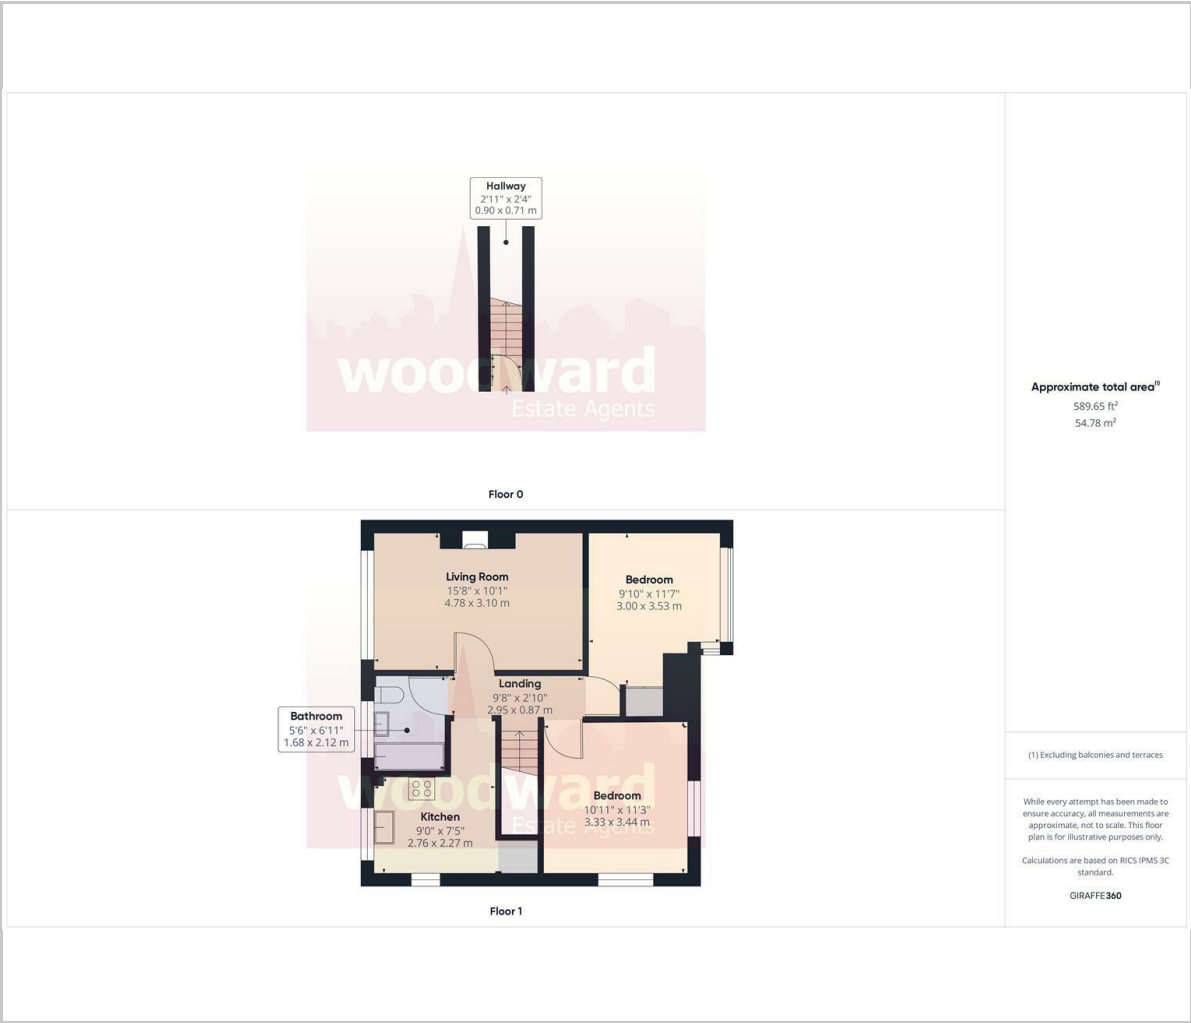 Hallway
2'11" x 2'4"
0.90 x 0.71 m
woodward
Estate Agents
Floor 0
Approximate total area(1)
589.65 ft²
54.78 m²
Living Room
15'8" x 10'1"
4.78 x 3.10 m
Bedroom
9'10" x 11'7"
3.00 x 3.53 m
Landing
9'8" x 2'10"
2.95 x 0.87 m
Bathroom
5'6" x 6'11"
1.68 x 2.12 m
woodward
Estate Agents
Kitchen
9'0" x 7'5"
2.76 x 2.27 m
Bedroom
10'11" x 11'3"
3.33 x 3.44 m
Floor 1
(1) Excluding balconies and terraces
While every attempt has been made to
ensure accuracy, all measurements are
approximate, not to scale. This floor
plan is for illustrative purposes only.
Calculations are based on RICS IPMS 3C
standard.
GIRAFFE360